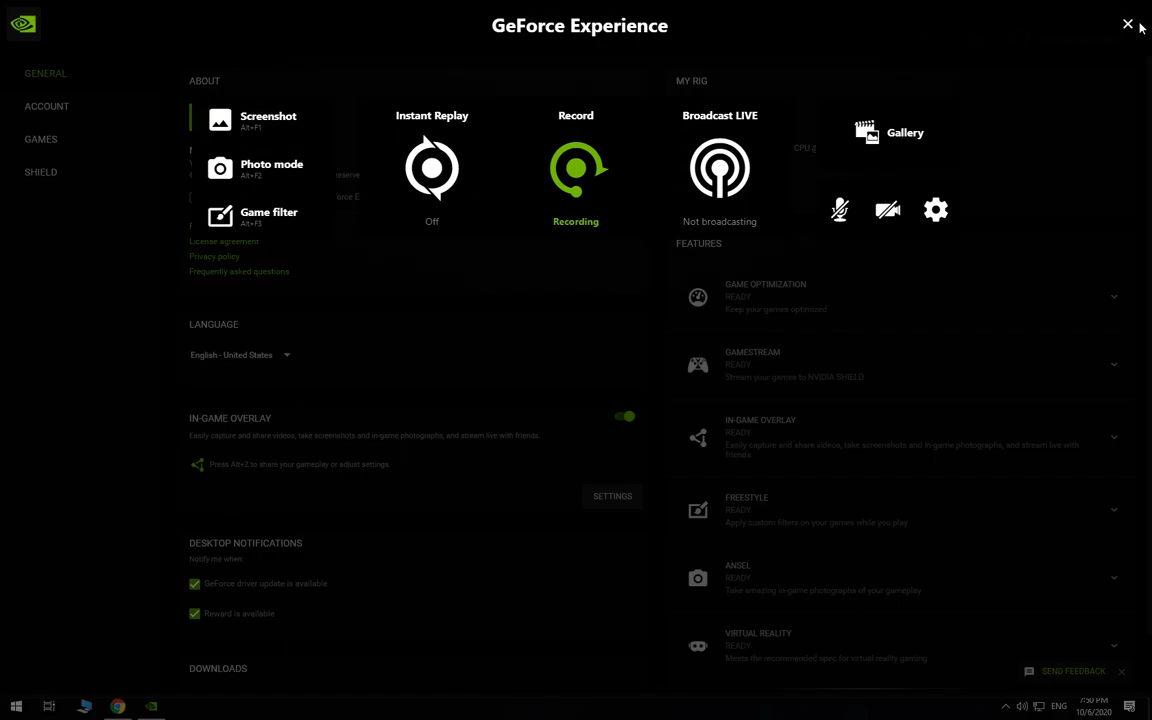 GeForce Experience
GENERAL
ACCOUNT
GAMES
SHIELD
ABOUT
MY RIG
Screenshot
Alt+F1
Photo mode
Alt+F2
Game filter
Alt+F3
Instant Replay
Off
Record
Recording
Broadcast LIVE
Not broadcasting
Gallery
CPU
reserve
License agreement
Privacy policy
Frequently asked questions
LANGUAGE
English - United States
IN-GAME OVERLAY
Easily capture and share videos, take screenshots and in-game photographs, and stream live with friends.
Press Alt+Z to share your gameplay or adjust settings.
SETTINGS
DESKTOP NOTIFICATIONS
Notify me when:
GeForce driver update is available
Reward is available
DOWNLOADS
FEATURES
GAME OPTIMIZATION
READY
Keep your games optimized
GAMESTREAM
READY
Stream your games to NVIDIA SHIELD
IN-GAME OVERLAY
READY
Easily capture and share videos, take screenshots and in-game photographs, and stream live with
friends.
FREESTYLE
READY
Apply custom filters on your games while you play
ANSEL
READY
Take amazing in-game photographs of your gameplay
VIRTUAL REALITY
READY
Meets the recommended spec for virtual reality gaming
SEND FEEDBACK
ENG
7:50 PM
10/6/2020